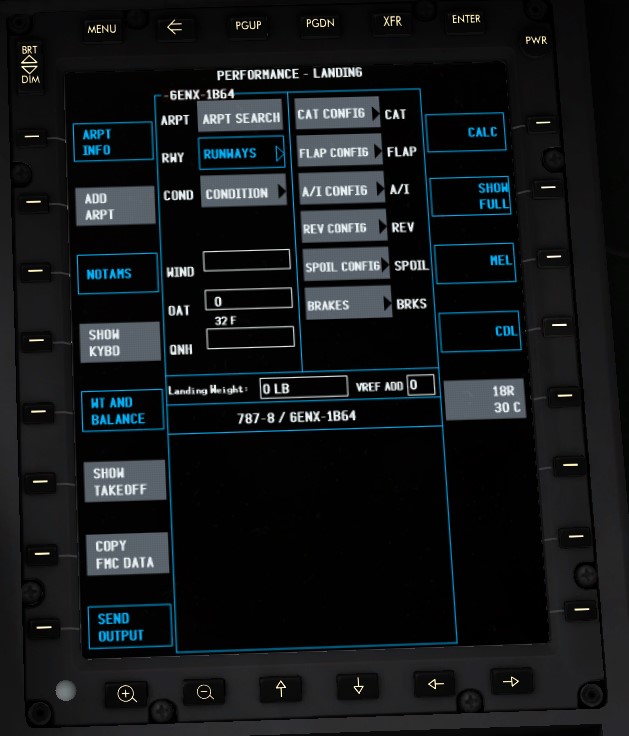 MENU
PGUP
PGDN
XFR
ENTER
BRT
DIM
PWR
PERFORMANCE - LANDING
-6ENX-1B64
ARPT INFO
ADD ARPT
NOTAMS
SHOW KYBD
WT AND BALANCE
SHOW TAKEOFF
COPY FMC DATA
SEND OUTPUT
ARPT ARPT SEARCH
RWY RUNWAYS
COND CONDITION
WIND
OAT 0
32 F
QNH
CAT CONFIG CAT
FLAP CONFIG FLAP
A/I CONFIG A/I
REV CONFIG REV
SPOIL CONFIG SPOIL
BRAKES BRKS
CALC
SHOW FULL
MEL
CDL
18R
30 C
Landing Weight: 0 LB VREF ADD 0
787-8 / 6ENX-1B64